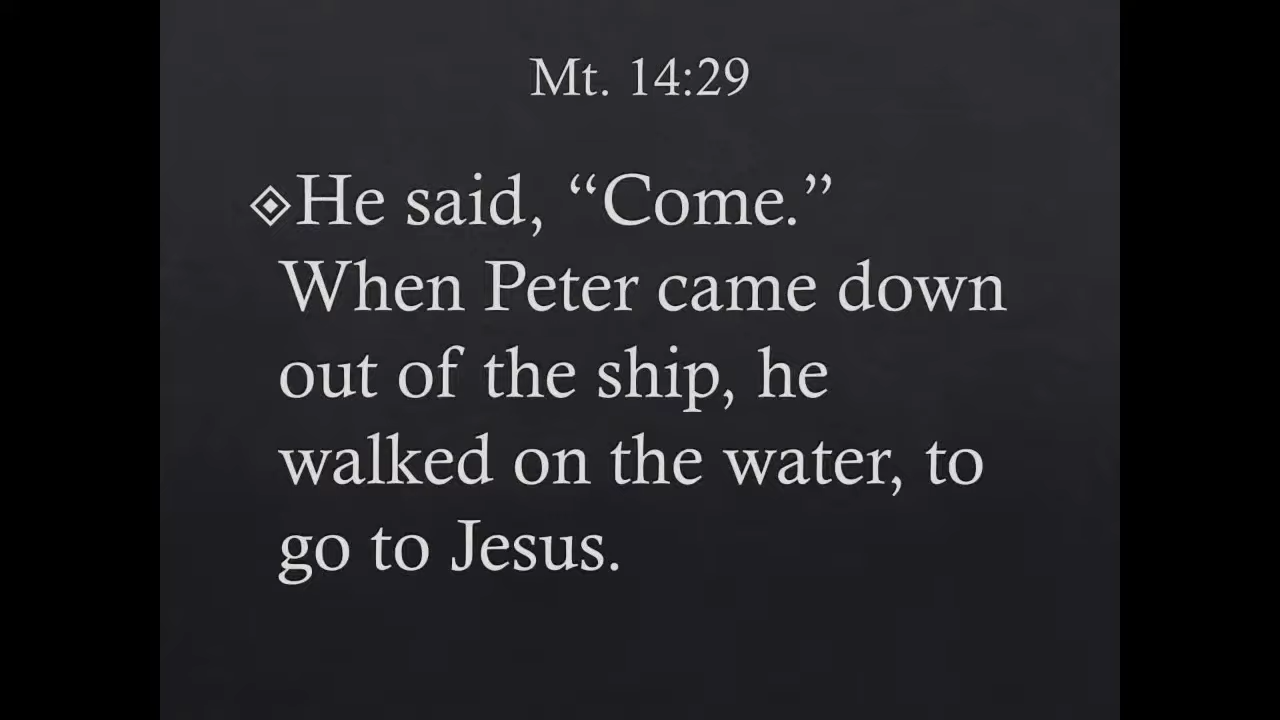 Mt. 14:29
He said, “Come.”
When Peter came down
out of the ship, he
walked on the water, to
go to Jesus.